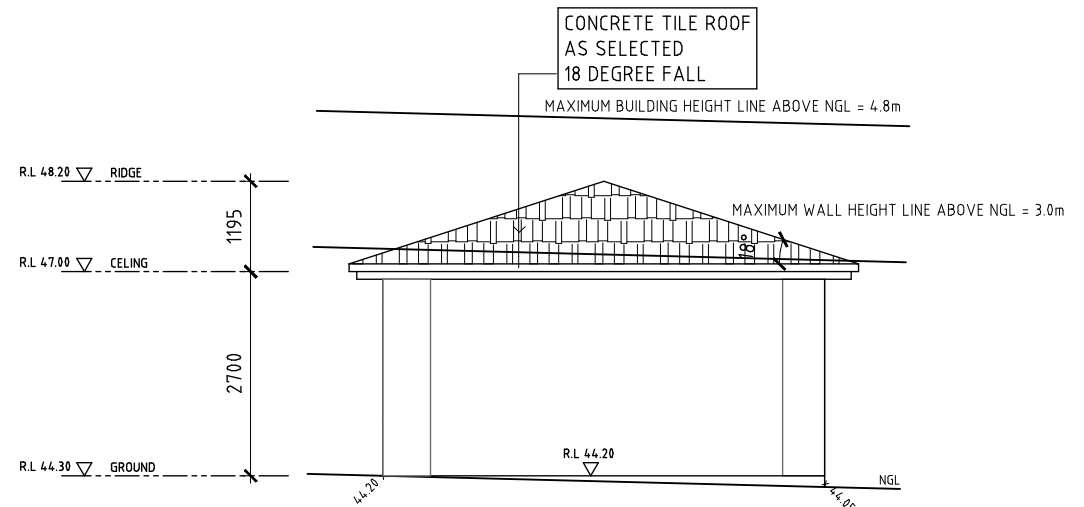 CONCRETE TILE ROOF
AS SELECTED
18 DEGREE FALL
MAXIMUM BUILDING HEIGHT LINE ABOVE NGL = 4.8m
R.L 48.20 RIDGE
MAXIMUM WALL HEIGHT LINE ABOVE NGL = 3.0m
1195
18°
R.L 47.00 CELING
2700
R.L 44.20
R.L 44.30 GROUND
NGL
44.20